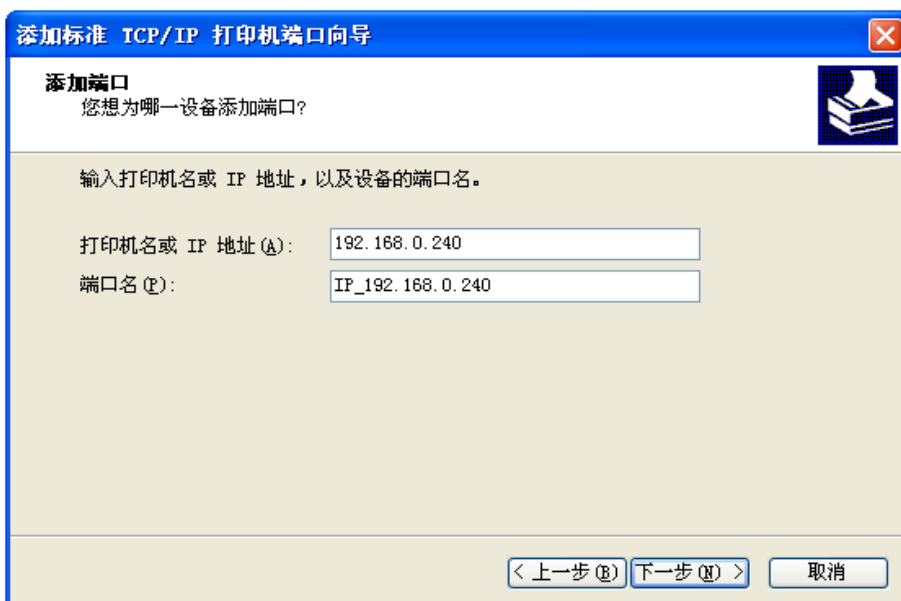 添加标准 TCP/IP 打印机端口向导
添加端口
您想为哪一设备添加端口?
输入打印机名或 IP 地址，以及设备的端口名。
打印机名或 IP 地址(A): 192.168.0.240
端口名(P): IP_192.168.0.240
< 上一步(B) 下一步(N) > 取消